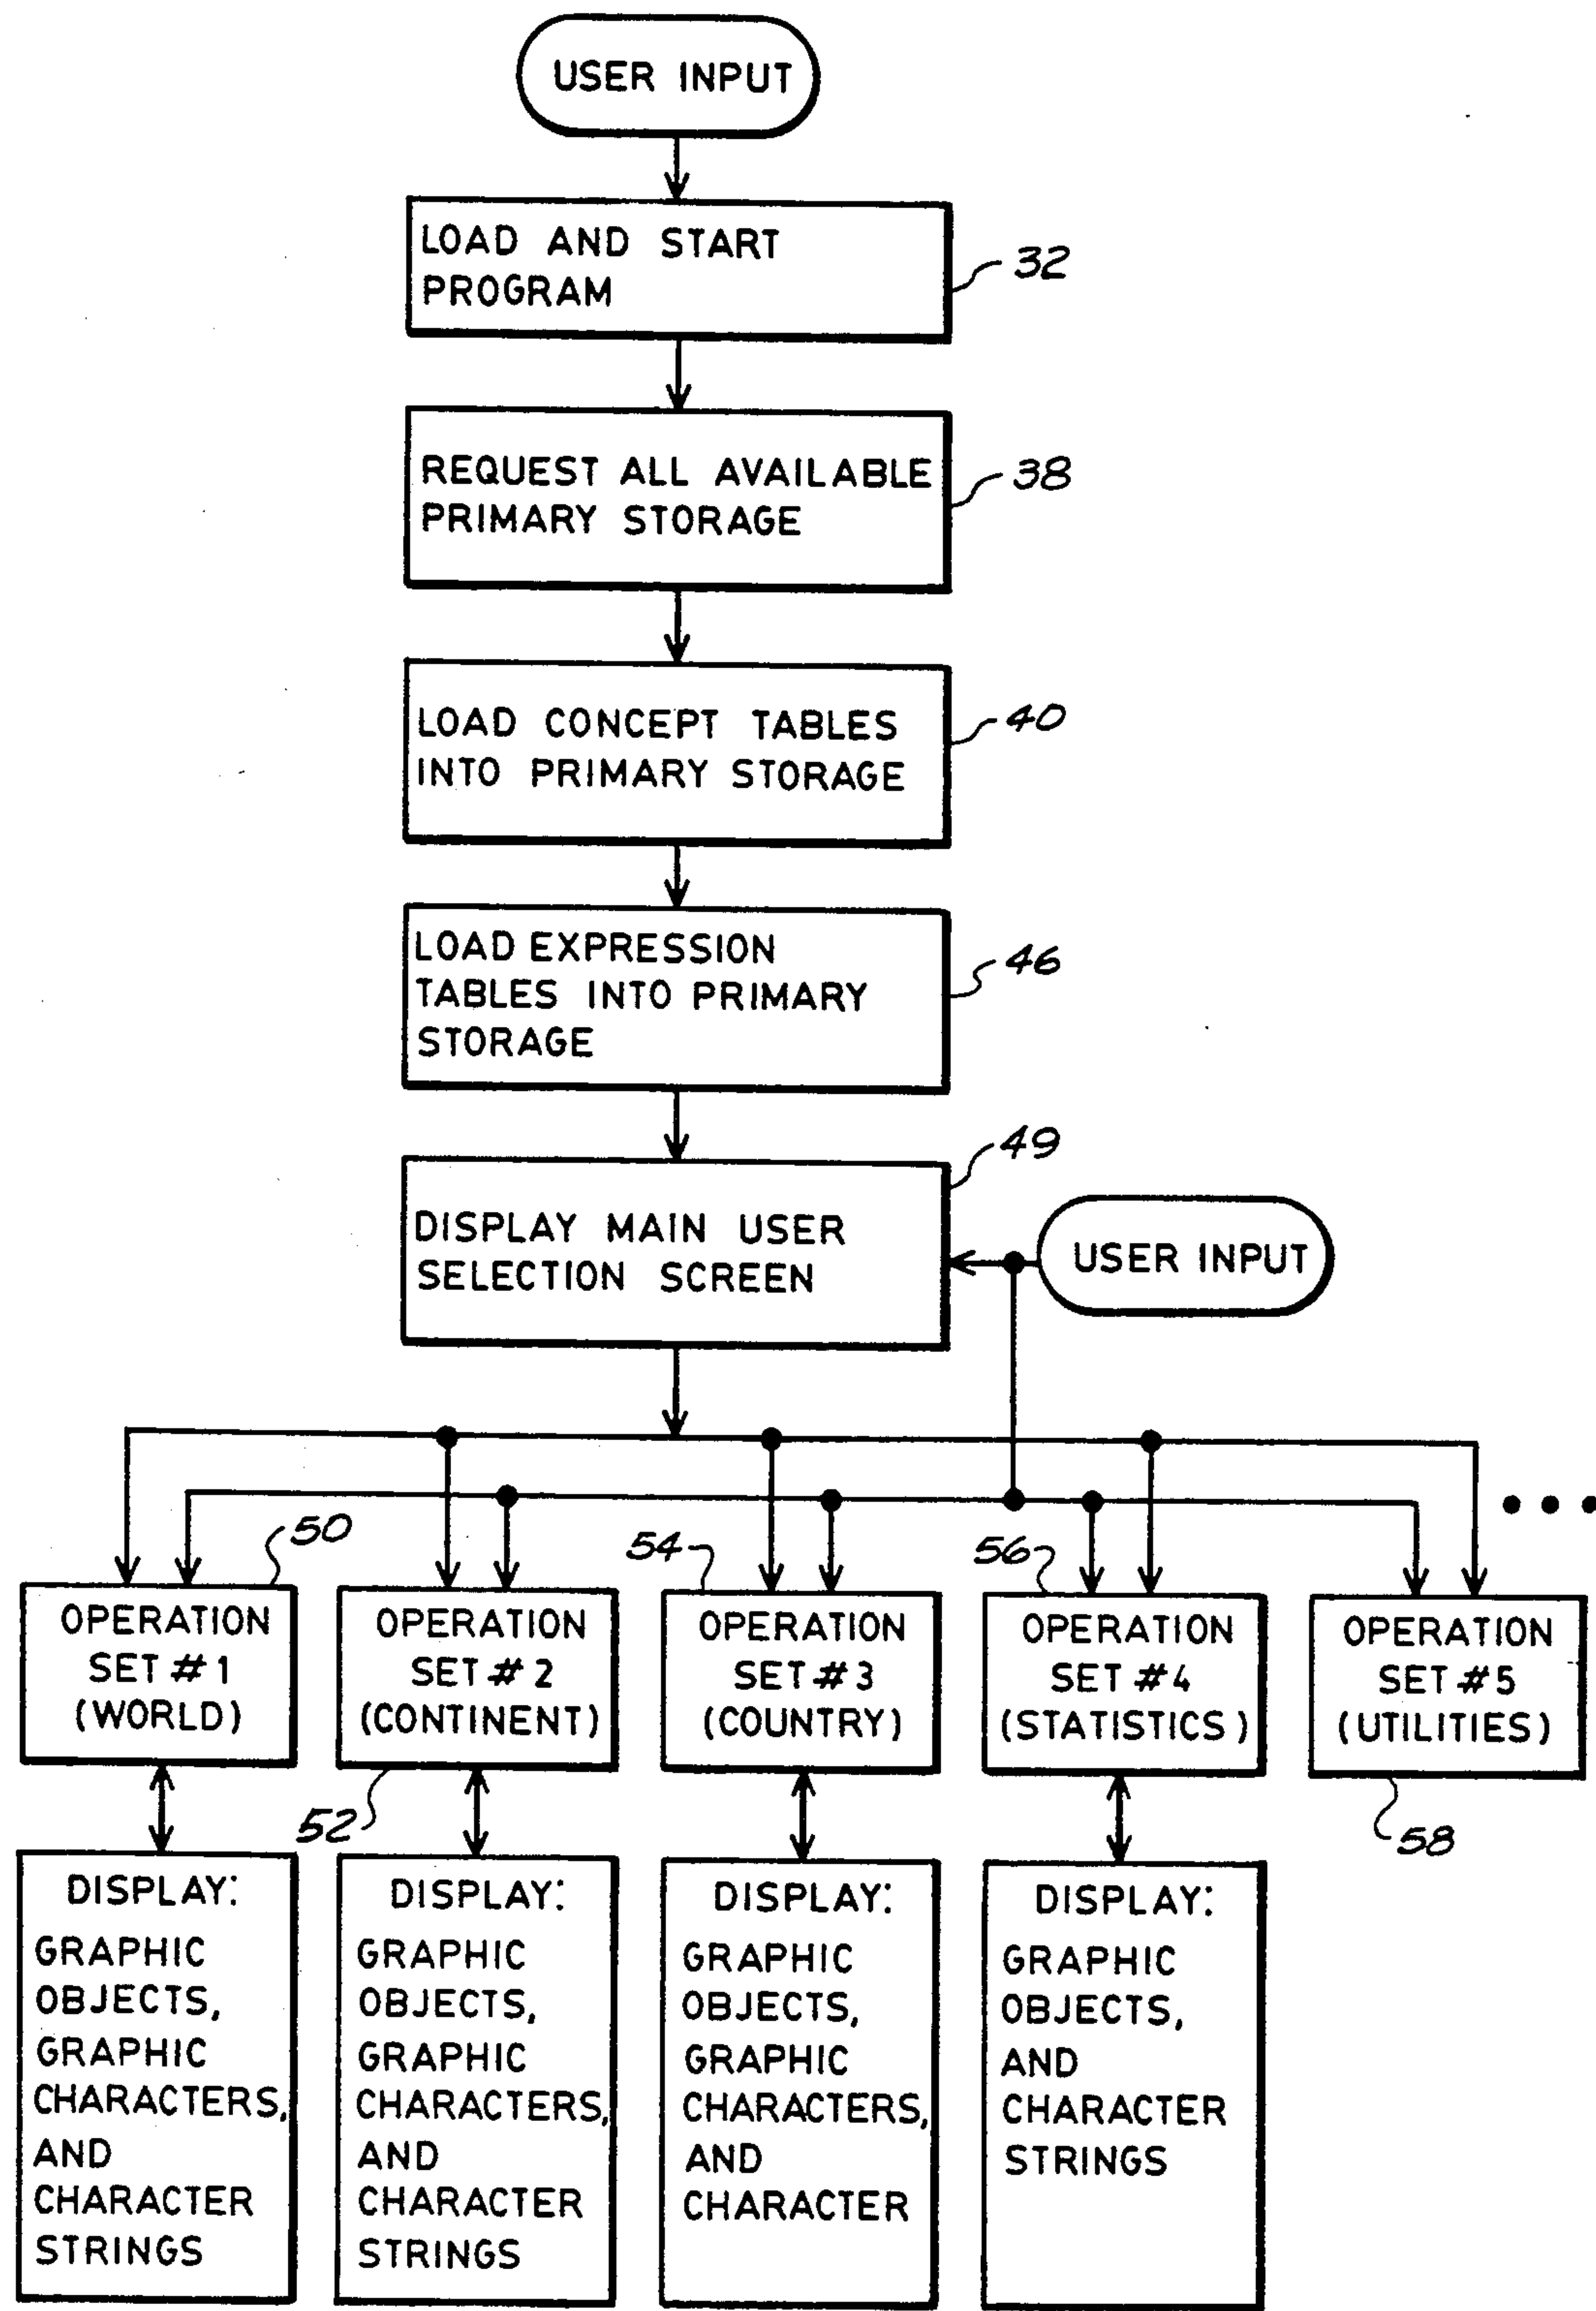 USER INPUT
LOAD AND START
PROGRAM
32
REQUEST ALL AVAILABLE
PRIMARY STORAGE
38
LOAD CONCEPT TABLES
INTO PRIMARY STORAGE
40
LOAD EXPRESSION
TABLES INTO PRIMARY
STORAGE
46
DISPLAY MAIN USER
SELECTION SCREEN
49
USER INPUT
50
OPERATION
SET #1
(WORLD)
52
OPERATION
SET #2
(CONTINENT)
54
OPERATION
SET #3
(COUNTRY)
56
OPERATION
SET #4
(STATISTICS)
OPERATION
SET #5
(UTILITIES)
58
DISPLAY:
GRAPHIC
OBJECTS,
GRAPHIC
CHARACTERS,
AND
CHARACTER
STRINGS
DISPLAY:
GRAPHIC
OBJECTS,
GRAPHIC
CHARACTERS,
AND
CHARACTER
STRINGS
DISPLAY:
GRAPHIC
OBJECTS,
GRAPHIC
CHARACTERS,
AND
CHARACTER
DISPLAY:
GRAPHIC
OBJECTS,
AND
CHARACTER
STRINGS